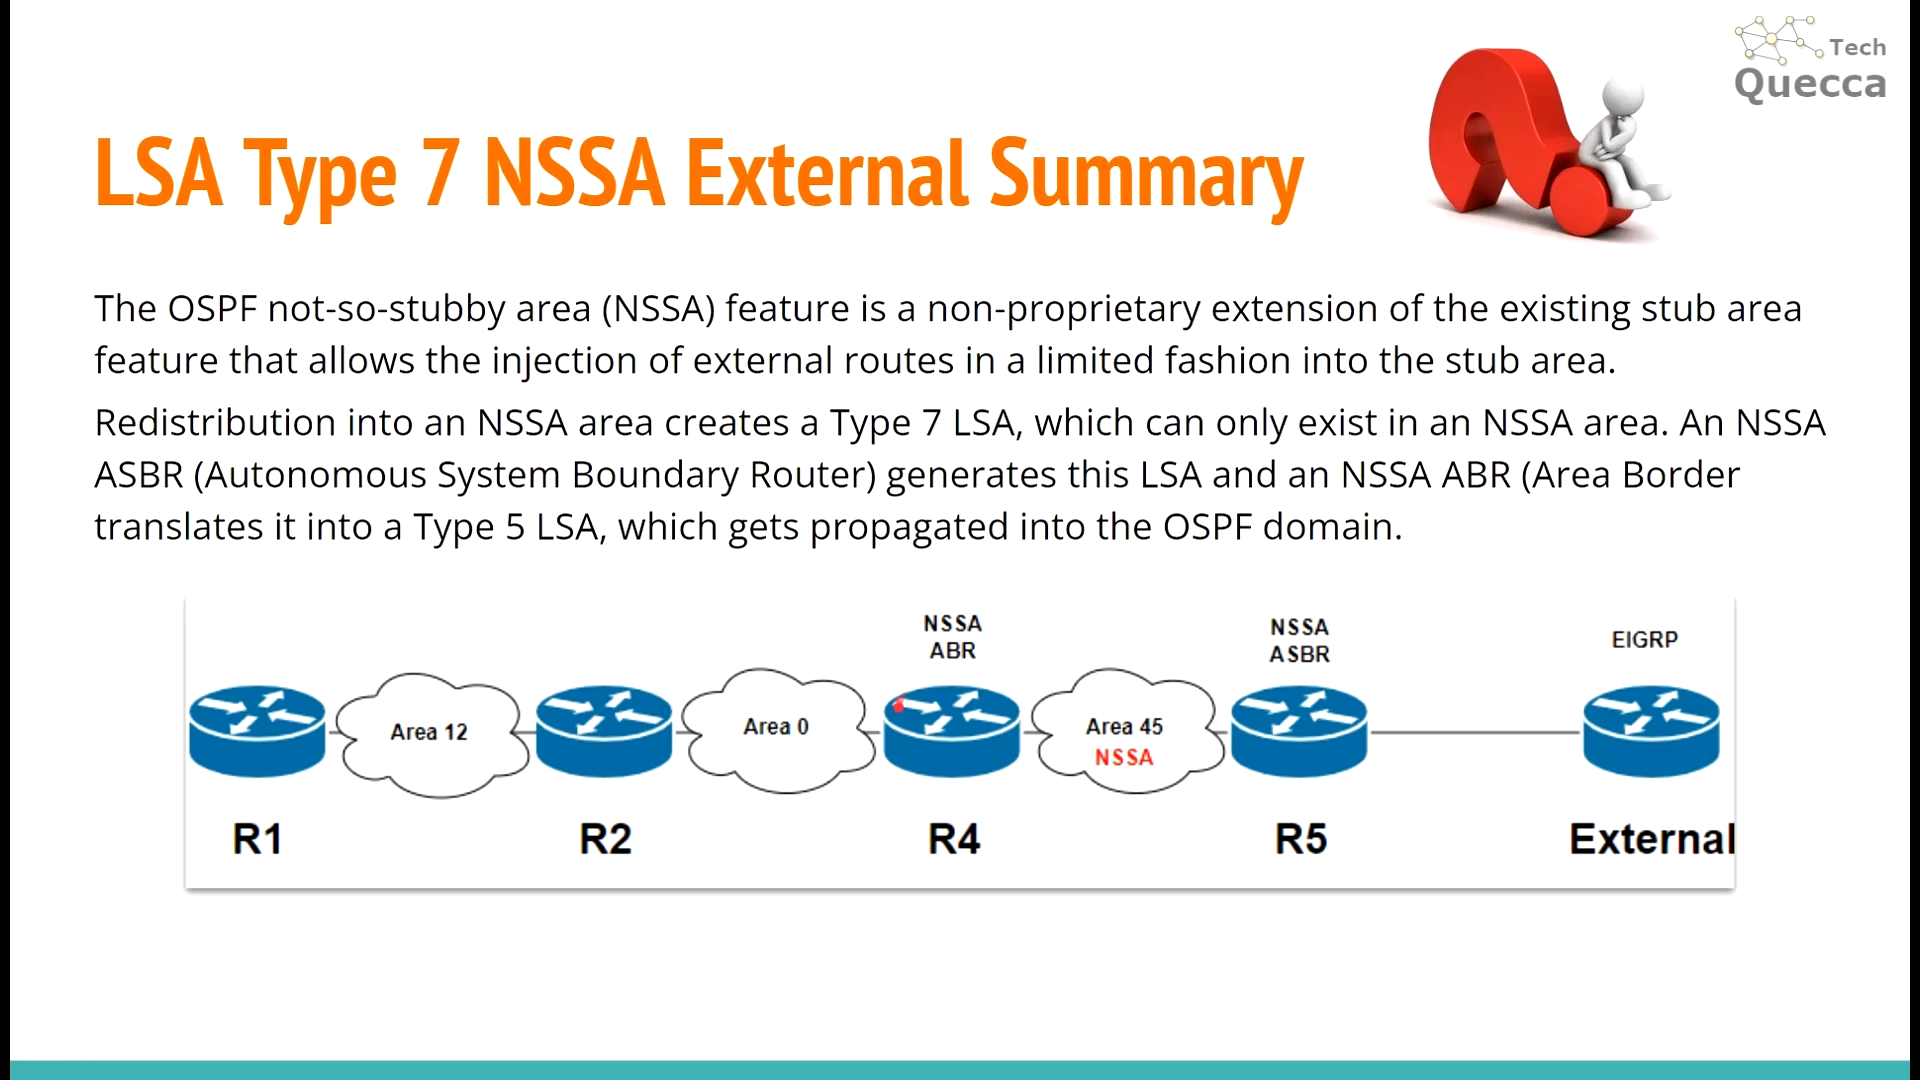 Tech
Quecca
LSA Type 7 NSSA External Summary
The OSPF not-so-stubby area (NSSA) feature is a non-proprietary extension of the existing stub area
feature that allows the injection of external routes in a limited fashion into the stub area.
Redistribution into an NSSA area creates a Type 7 LSA, which can only exist in an NSSA area. An NSSA
ASBR (Autonomous System Boundary Router) generates this LSA and an NSSA ABR (Area Border
translates it into a Type 5 LSA, which gets propagated into the OSPF domain.
NSSA
ABR
NSSA
ASBR
EIGRP
Area 12
Area 0
Area 45
NSSA
R1
R2
R4
R5
External